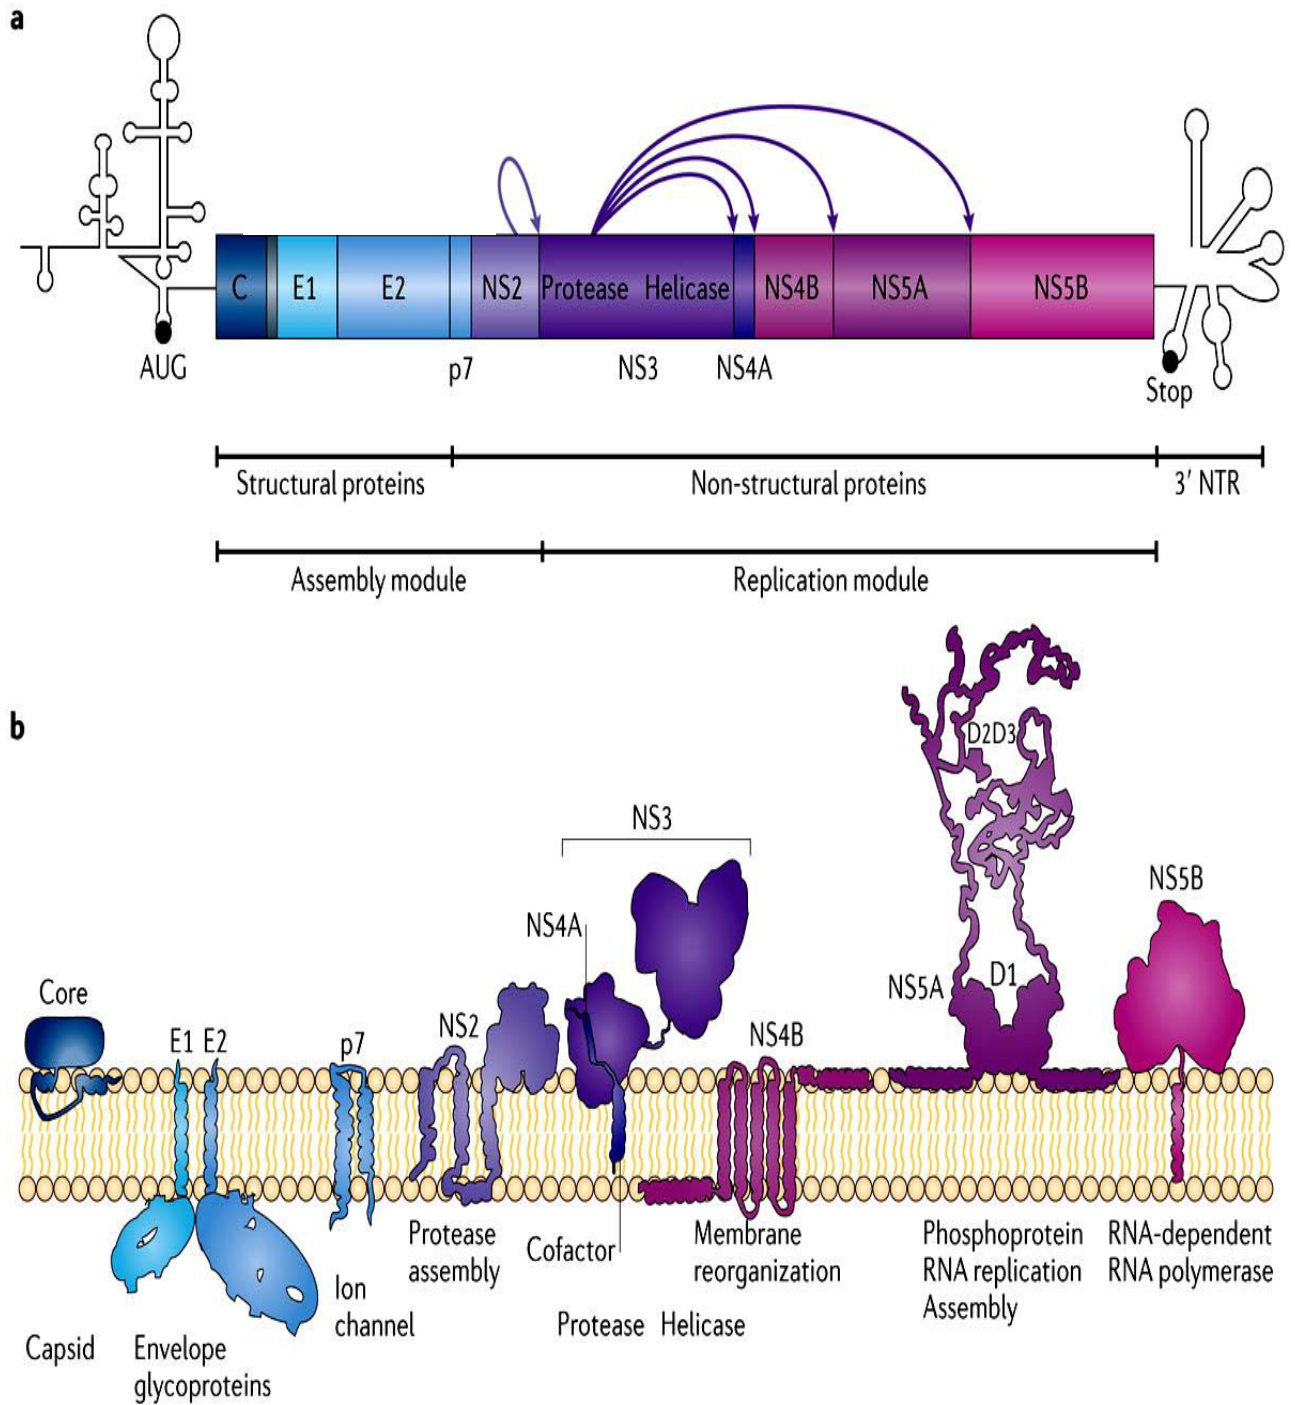 a
C
E1
E2
NS2
Protease
Helicase
NS4B
NS5A
NS5B
AUG
p7
NS3
NS4A
Stop
Structural proteins
Non-structural proteins
3′ NTR
Assembly module
Replication module
b
D2D3
NS3
NS5B
NS4A
Core
NS5A
D1
E1 E2
p7
NS2
NS4B
Protease
assembly
Cofactor
Membrane
reorganization
Phosphoprotein
RNA replication
Assembly
RNA-dependent
RNA polymerase
Ion
channel
Protease
Helicase
Capsid
Envelope
glycoproteins